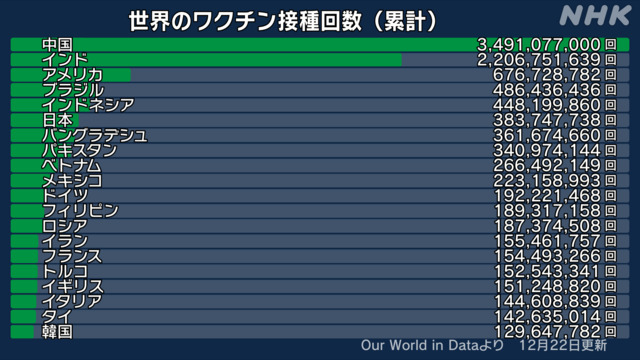 世界のワクチン接種回数（累計）
NHK
中国 3,491,077,000 回
インド 2,206,751,639 回
アメリカ 676,728,782 回
ブラジル 486,436,436 回
インドネシア 448,199,860 回
日本 383,747,738 回
バングラデシュ 361,674,660 回
パキスタン 340,974,144 回
ベトナム 266,492,149 回
メキシコ 223,158,993 回
ドイツ 192,221,468 回
フィリピン 189,317,158 回
ロシア 187,374,508 回
イラン 155,461,757 回
フランス 154,493,266 回
トルコ 152,543,341 回
イギリス 151,248,820 回
イタリア 144,608,839 回
タイ 142,635,014 回
韓国 129,647,782 回
Our World in Dataより 12月22日更新